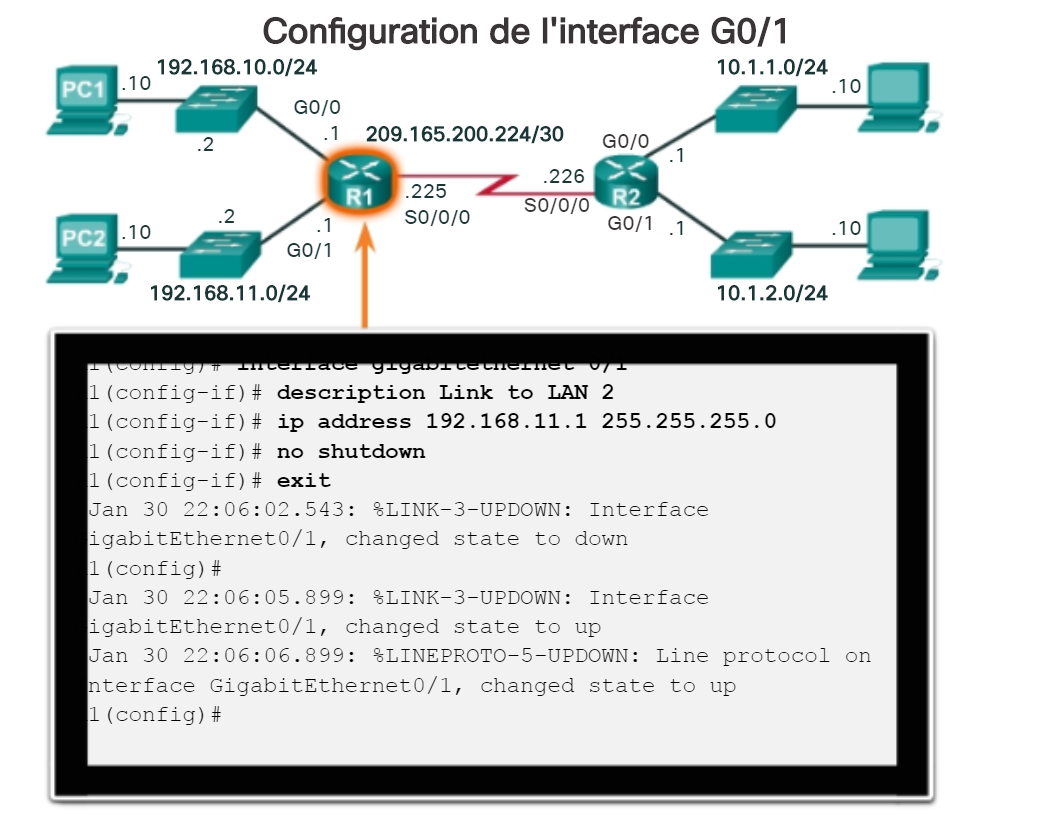 Configuration de l'interface G0/1
192.168.10.0/24
10.1.1.0/24
PC1
.10
.10
G0/0
.1
209.165.200.224/30
.2
G0/0
.1
R1
.225
.226
R2
S0/0/0
S0/0/0
PC2
.10
.2
.1
G0/1
G0/1
.1
.10
192.168.11.0/24
10.1.2.0/24
1(config)# interface gigabitethernet 0/1
1(config-if)# description Link to LAN 2
1(config-if)# ip address 192.168.11.1 255.255.255.0
1(config-if)# no shutdown
1(config-if)# exit
Jan 30 22:06:02.543: %LINK-3-UPDOWN: Interface
igabitEthernet0/1, changed state to down
1(config)#
Jan 30 22:06:05.899: %LINK-3-UPDOWN: Interface
igabitEthernet0/1, changed state to up
Jan 30 22:06:06.899: %LINEPROTO-5-UPDOWN: Line protocol on
nterface GigabitEthernet0/1, changed state to up
1(config)#